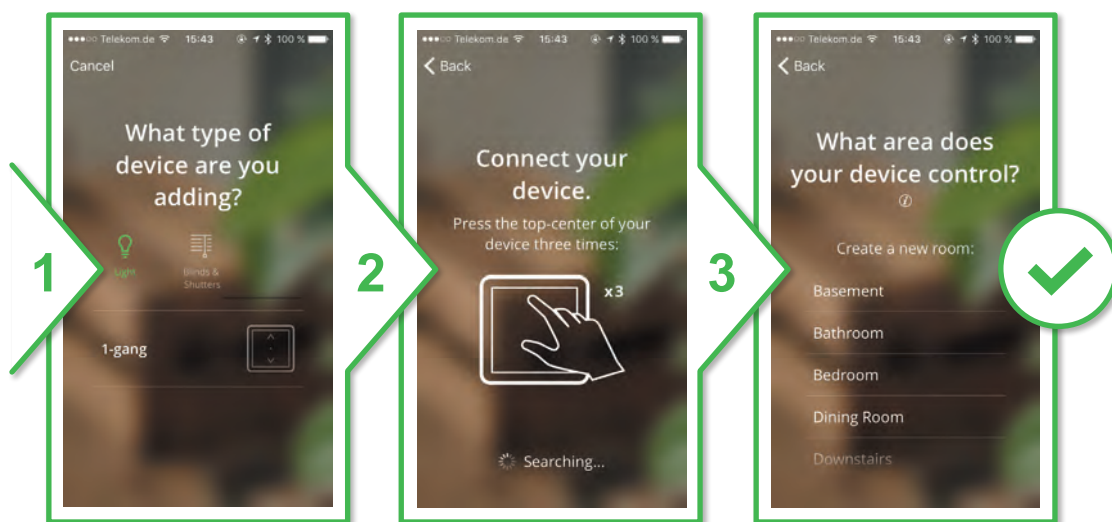 Telekom.de 15:43 100 %
Cancel
What type of
device are you
adding?
Light
Blinds &
Shutters
1-gang
1
Telekom.de 15:43 100 %
Back
Connect your
device.
Press the top-center of your
device three times:
x3
Searching...
2
Telekom.de 15:43 100 %
Back
What area does
your device control?
i
Create a new room:
Basement
Bathroom
Bedroom
Dining Room
Downstairs
3